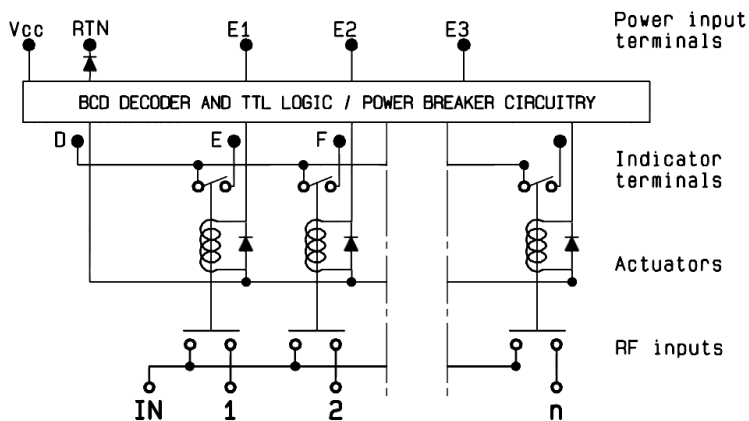 Power input
terminals
Vcc RTN E1 E2 E3
BCD DECODER AND TTL LOGIC / POWER BREAKER CIRCUITRY
D E F
Indicator
terminals
Actuators
RF inputs
IN 1 2 n